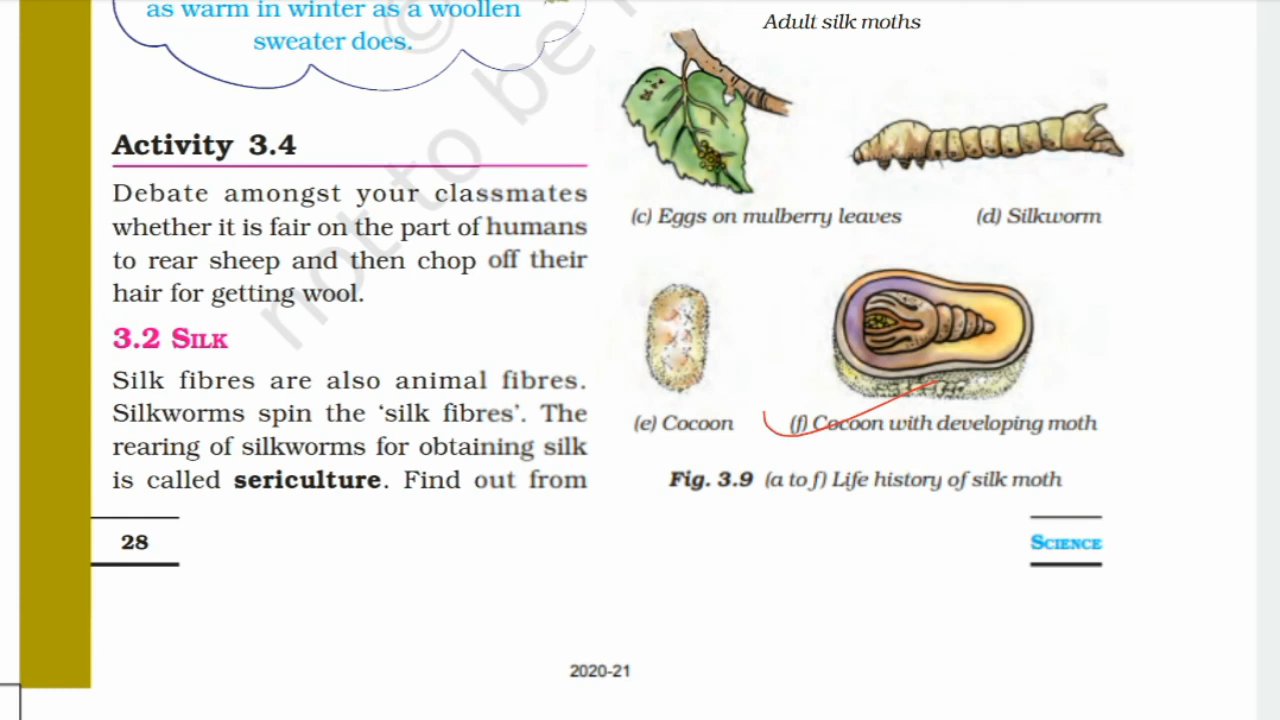 as warm in winter as a woollen
sweater does.
Activity 3.4
Debate amongst your classmates
whether it is fair on the part of humans
to rear sheep and then chop off their
hair for getting wool.
3.2 SILK
Silk fibres are also animal fibres.
Silkworms spin the ‘silk fibres’. The
rearing of silkworms for obtaining silk
is called sericulture. Find out from
28
Adult silk moths
(c) Eggs on mulberry leaves
(d) Silkworm
(e) Cocoon
(f) Cocoon with developing moth
Fig. 3.9 (a to f) Life history of silk moth
SCIENCE
2020-21
©
not to be